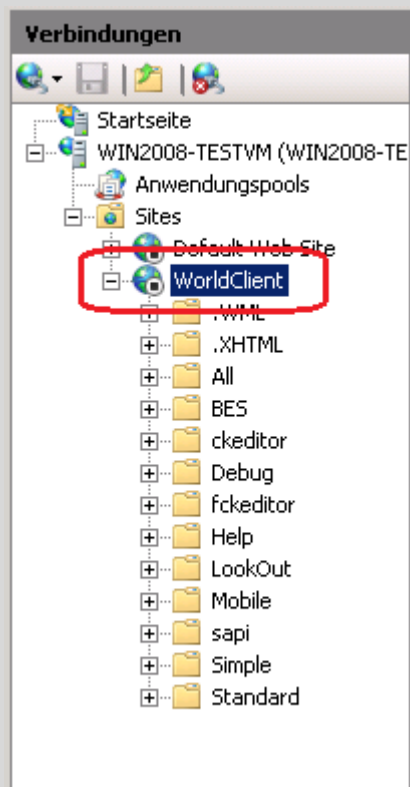 Verbindungen
Startseite
WIN2008-TESTVM (WIN2008-TE
Anwendungspools
Sites
Default Web Site
WorldClient
.WML
.XHTML
All
BES
ckeditor
Debug
fckeditor
Help
LookOut
Mobile
sapi
Simple
Standard